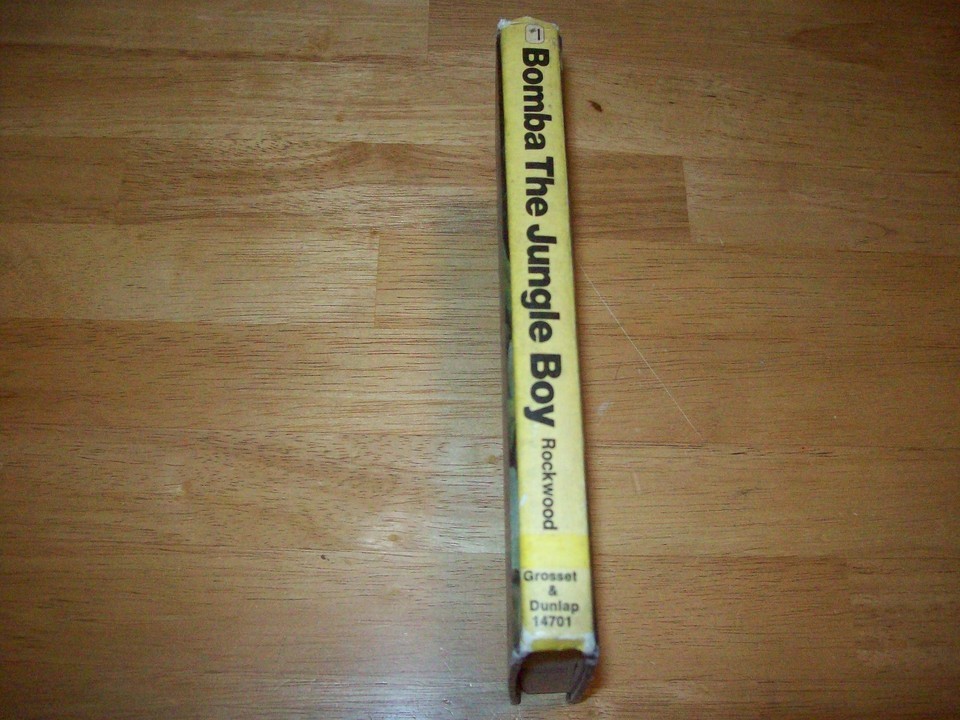 1
Bomba The Jungle Boy
Rockwood
Grosset
&
Dunlap
14701